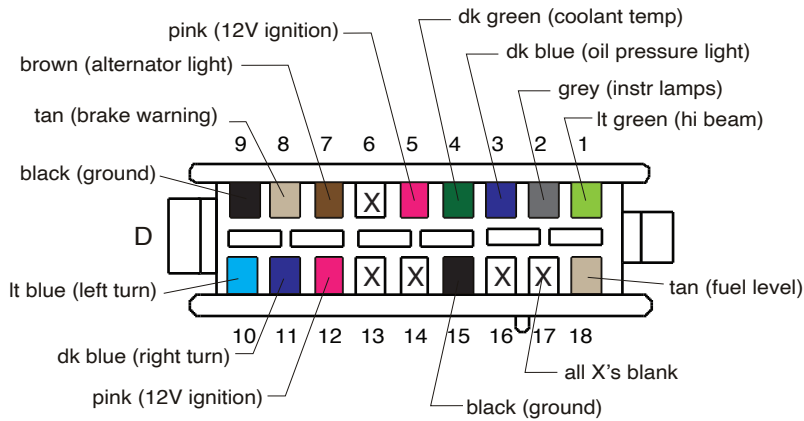 dk green (coolant temp)
pink (12V ignition)
dk blue (oil pressure light)
brown (alternator light)
grey (instr lamps)
tan (brake warning)
lt green (hi beam)
9 8 7 6 5 4 3 2 1
black (ground)
X
D
X X X X
lt blue (left turn)
tan (fuel level)
10 11 12 13 14 15 16 17 18
dk blue (right turn)
all X's blank
pink (12V ignition)
black (ground)